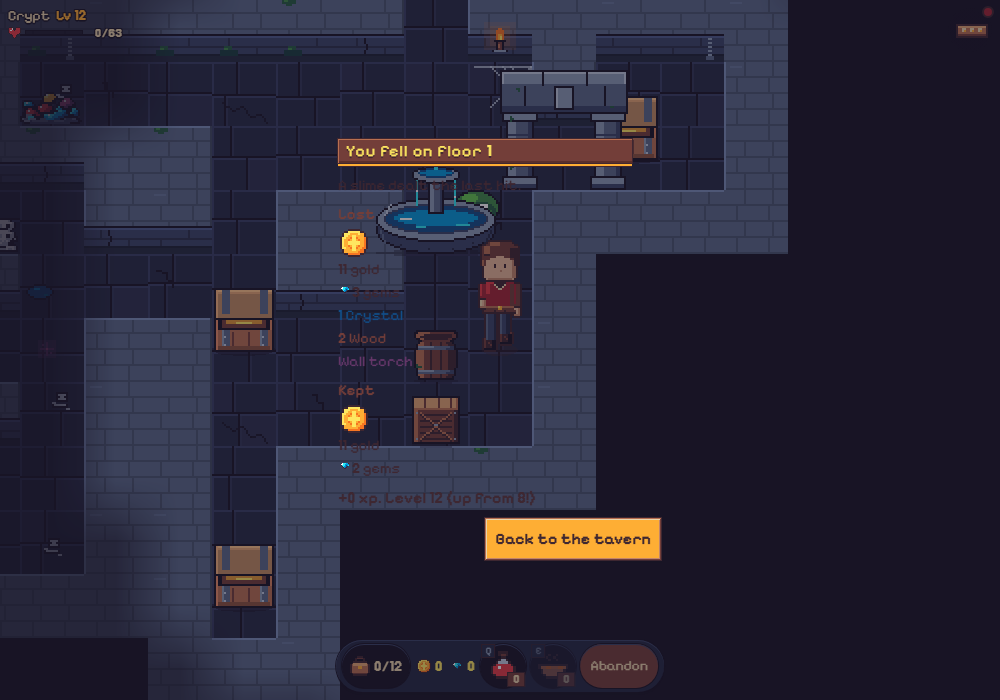 Crypt Lv 12
0/63
You Fell on Floor 1
Lost
11 gold
1 Crystal
2 Wood
Wall torch
Kept
11 gold
2 gems
+0 xp. Level 12 (up from 8!)
Back to the tavern
0/12
0
0
Q
0
E
0
Abandon